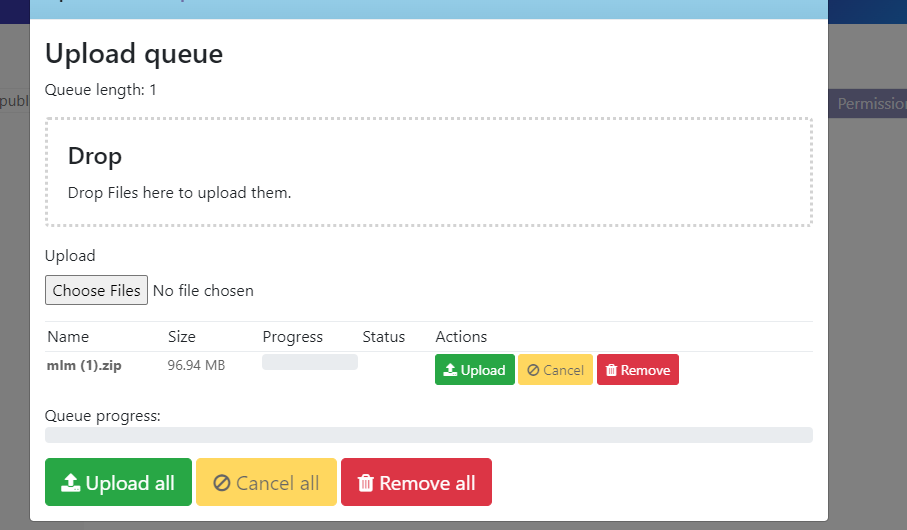 Upload queue
Queue length: 1
publ
Permission
Drop
Drop Files here to upload them.
Upload
Choose Files No file chosen
Name Size Progress Status Actions
mlm (1).zip 96.94 MB Upload Cancel Remove
Queue progress:
Upload all Cancel all Remove all